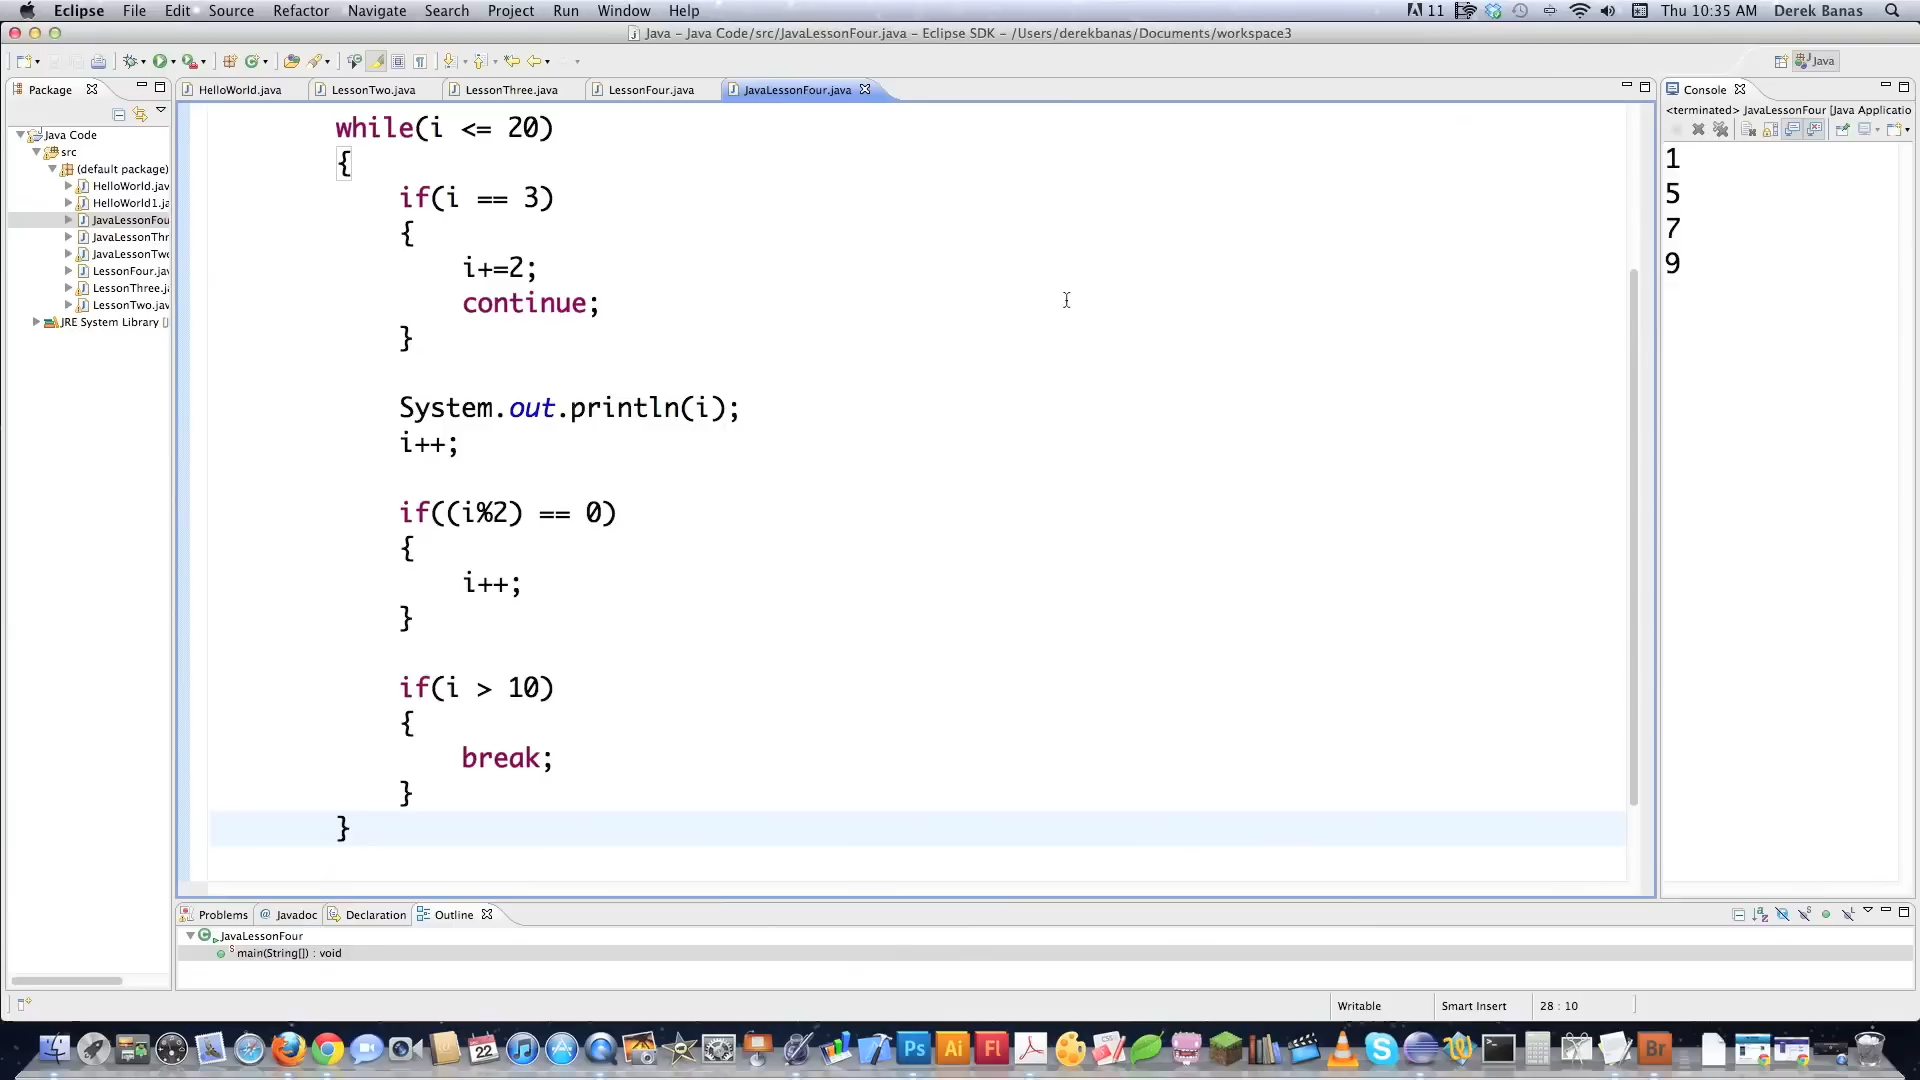 Eclipse File Edit Source Refactor Navigate Search Project Run Window Help 11 Thu 10:35 AM Derek Banas
Java - Java Code/src/JavaLessonFour.java - Eclipse SDK - /Users/derekbanas/Documents/workspace3
Java
Package
Java Code
src
(default package)
HelloWorld.jav
HelloWorld1.ja
JavaLessonFou
JavaLessonThr
JavaLessonTwo
LessonFour.jav
LessonThree.j
LessonTwo.jav
JRE System Library [J
HelloWorld.java LessonTwo.java LessonThree.java LessonFour.java JavaLessonFour.java
while(i <= 20)
{
if(i == 3)
{
i+=2;
continue;
}
System.out.println(i);
i++;
if((i%2) == 0)
{
i++;
}
if(i > 10)
{
break;
}
}
Console
<terminated> JavaLessonFour [Java Applicatio
1
5
7
9
Problems @ Javadoc Declaration Outline
JavaLessonFour
main(String[]) : void
Writable Smart Insert 28 : 10
22 Ps Ai Fl Br